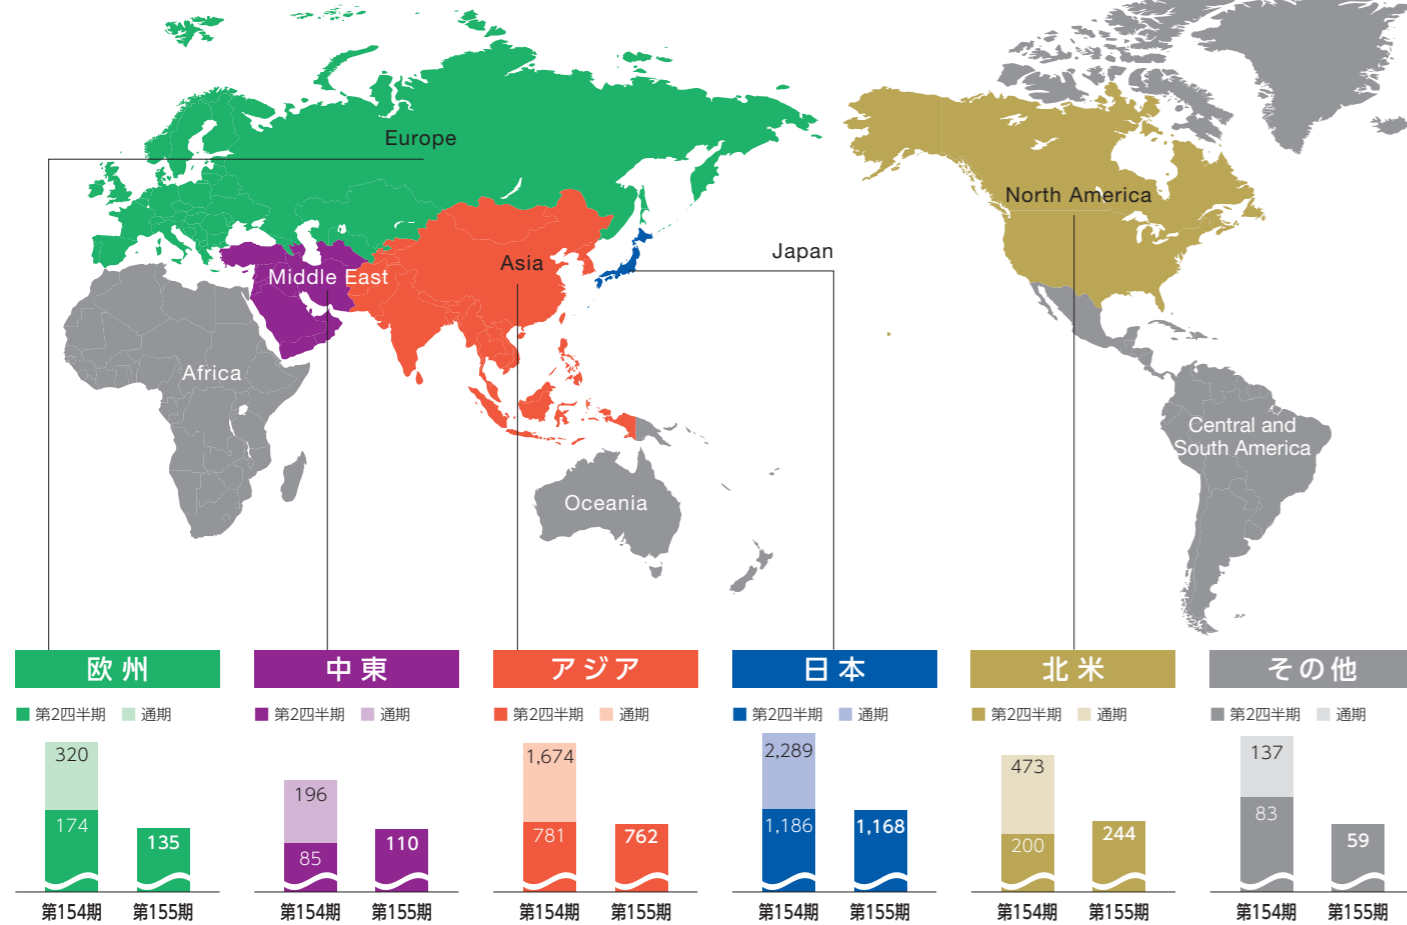 Europe
North America
Japan
Asia
Middle East
Africa
Central and
South America
Oceania
欧州
中東
アジア
日本
北米
その他
第2四半期 通期
第2四半期 通期
第2四半期 通期
第2四半期 通期
第2四半期 通期
第2四半期 通期
320
174
135
第154期 第155期
196
85
110
第154期 第155期
1,674
781
762
第154期 第155期
2,289
1,186
1,168
第154期 第155期
473
200
244
第154期 第155期
137
83
59
第154期 第155期